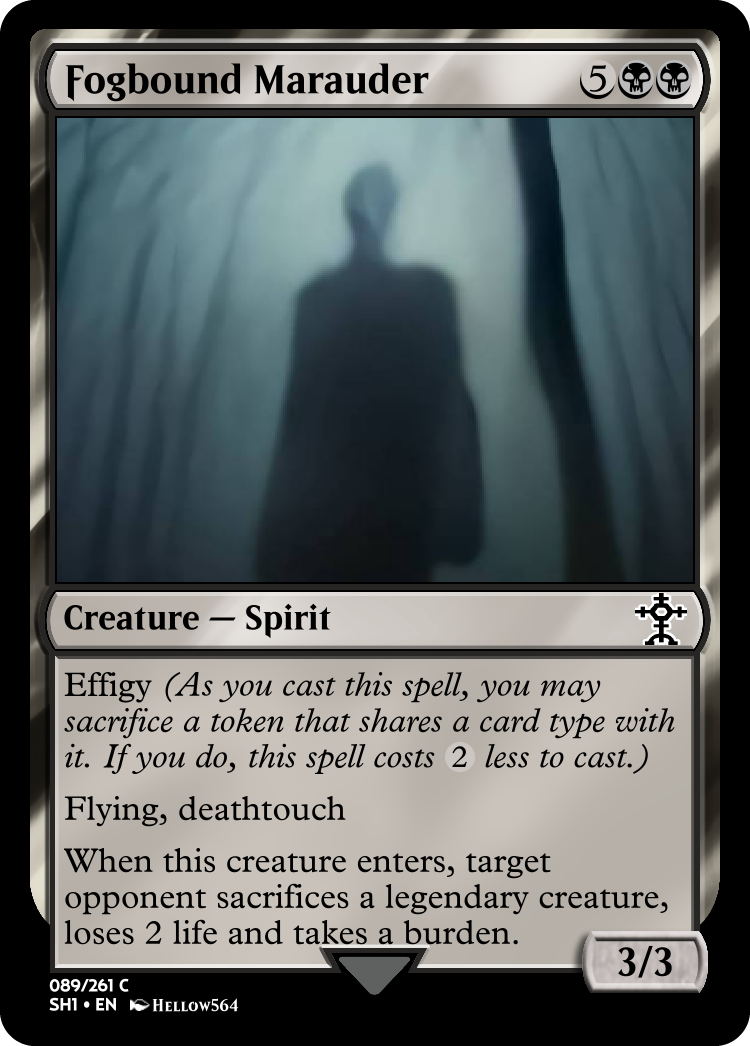 Fogbound Marauder 5
Creature — Spirit
Effigy (As you cast this spell, you may
sacrifice a token that shares a card type with
it. If you do, this spell costs 2 less to cast.)
Flying, deathtouch
When this creature enters, target
opponent sacrifices a legendary creature,
loses 2 life and takes a burden.
3/3
089/261 C
SH1 • EN Hellow564